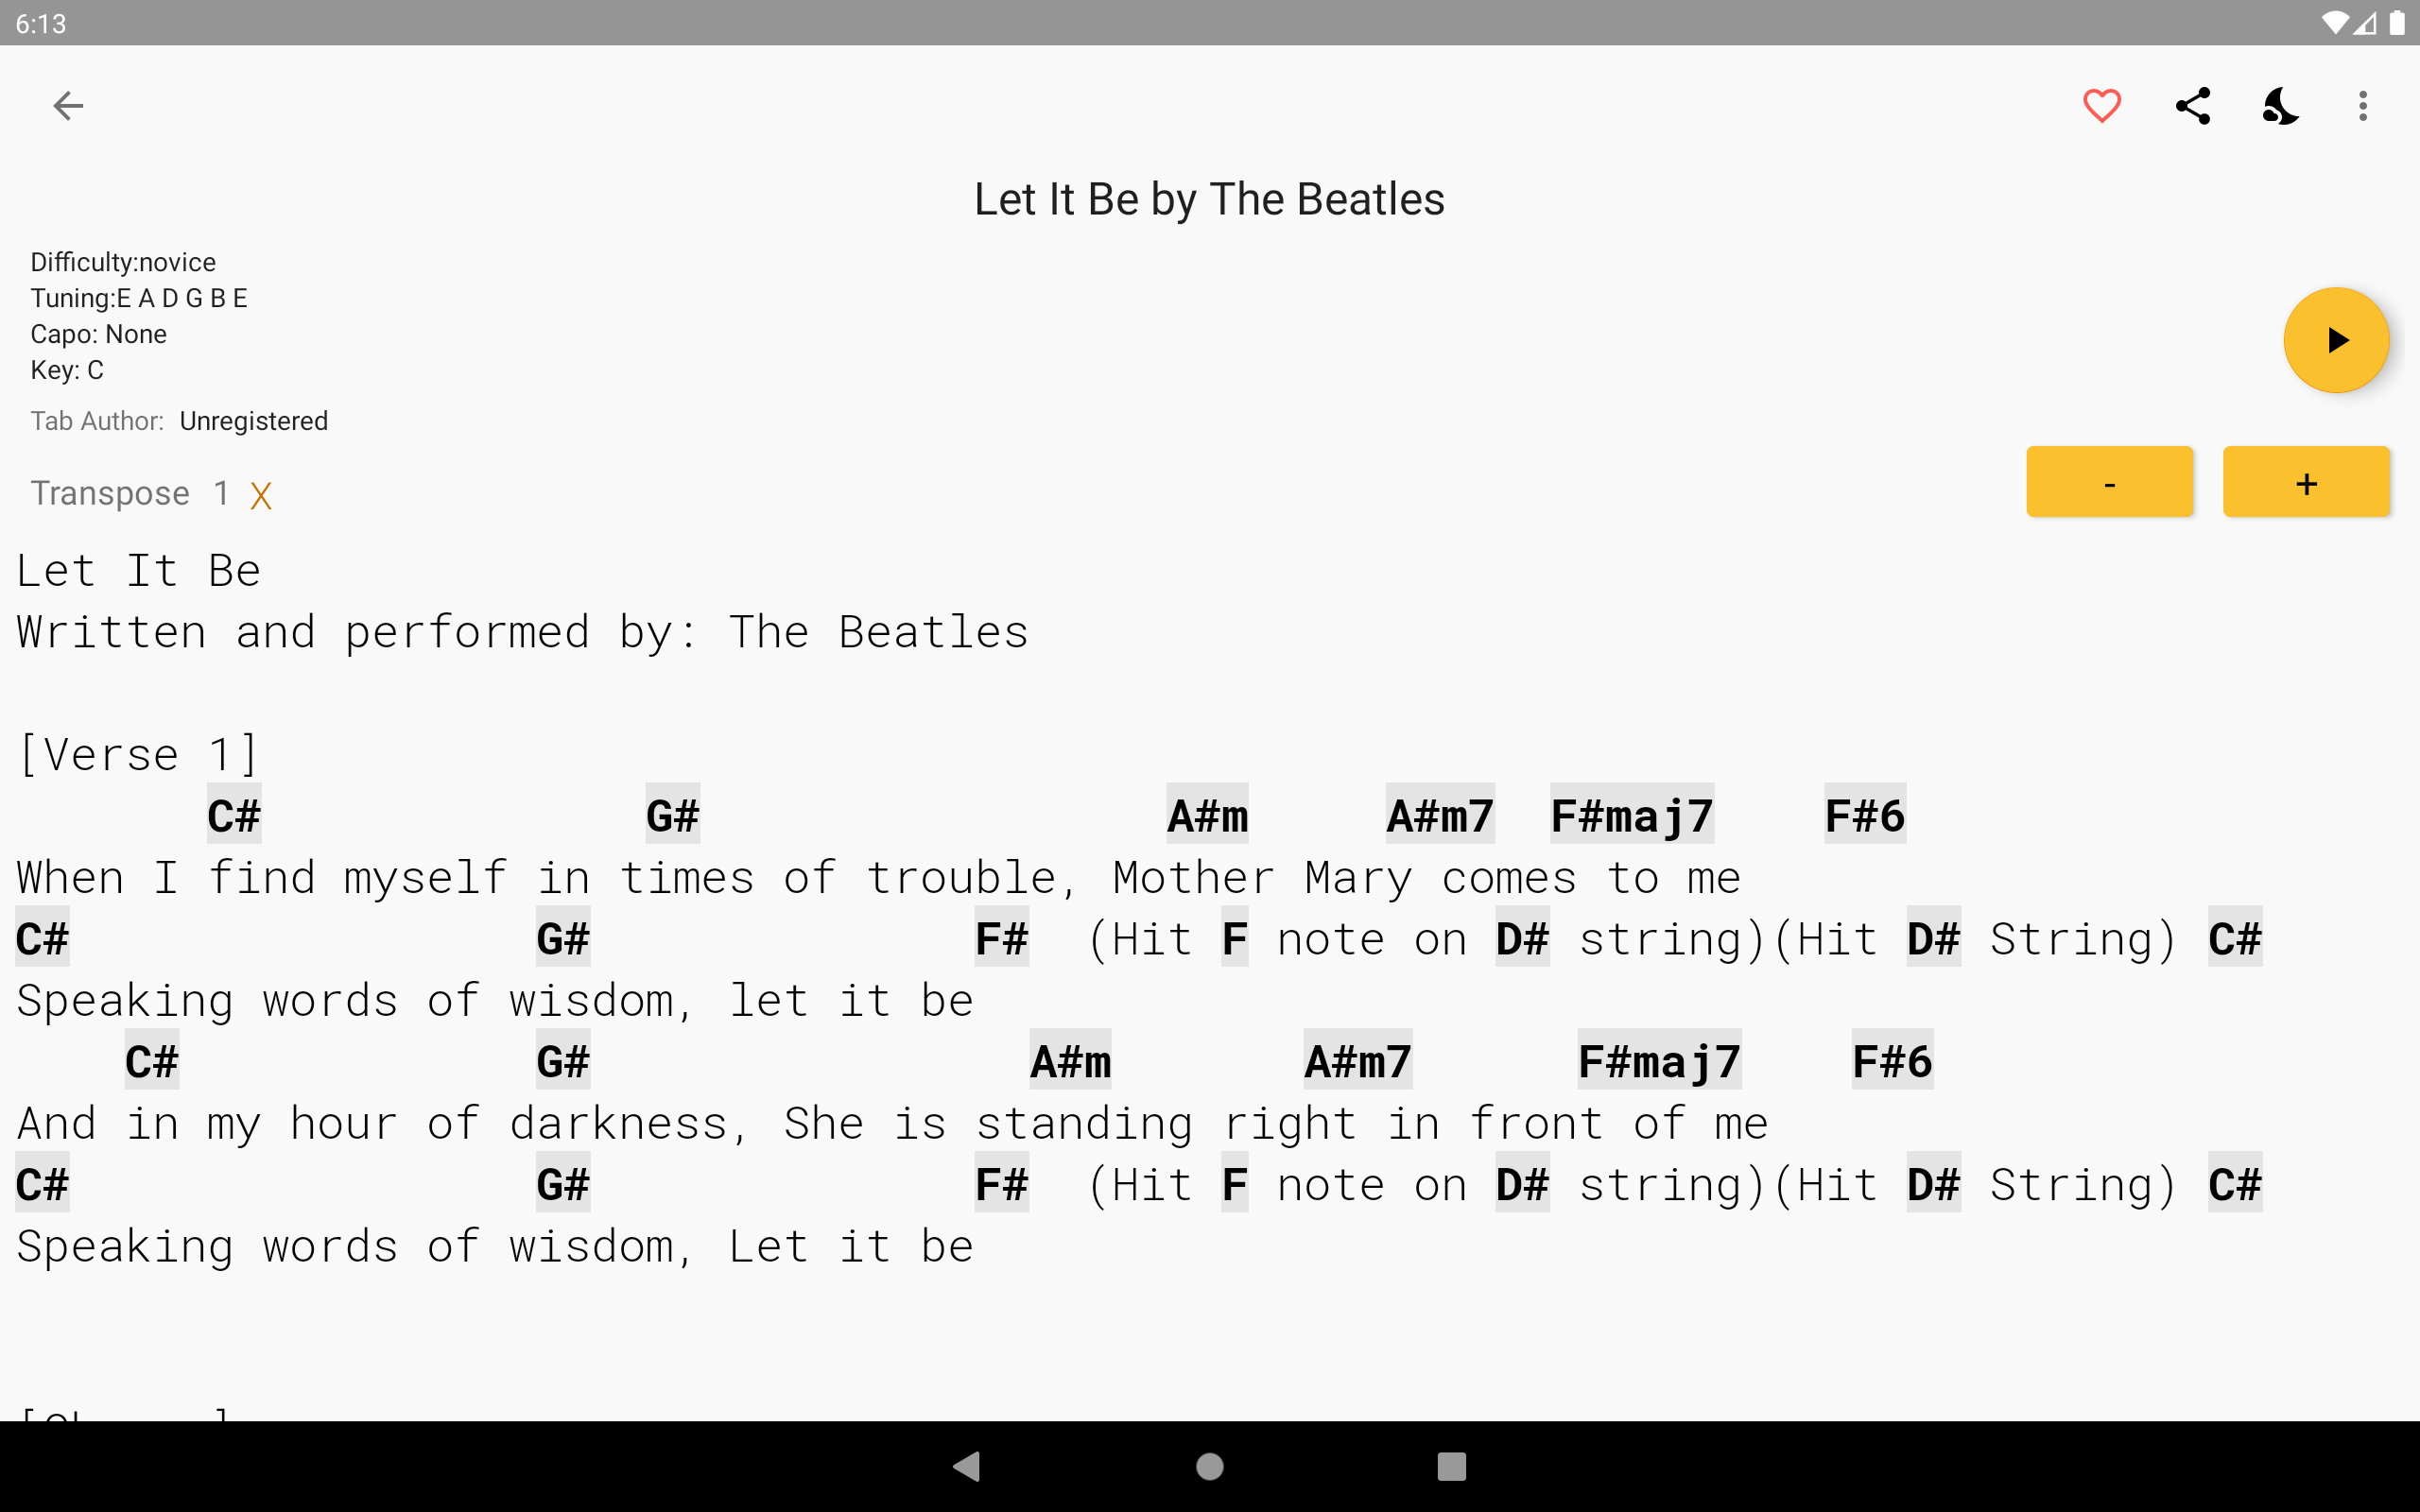 6:13
Let It Be by The Beatles
Difficulty:novice
Tuning:E A D G B E
Capo: None
Key: C
Tab Author: Unregistered
Transpose 1 X
- +
Let It Be
Written and performed by: The Beatles
[Verse 1]
C# G# A#m A#m7 F#maj7 F#6
When I find myself in times of trouble, Mother Mary comes to me
C# G# F# (Hit F note on D# string)(Hit D# String) C#
Speaking words of wisdom, let it be
C# G# A#m A#m7 F#maj7 F#6
And in my hour of darkness, She is standing right in front of me
C# G# F# (Hit F note on D# string)(Hit D# String) C#
Speaking words of wisdom, Let it be